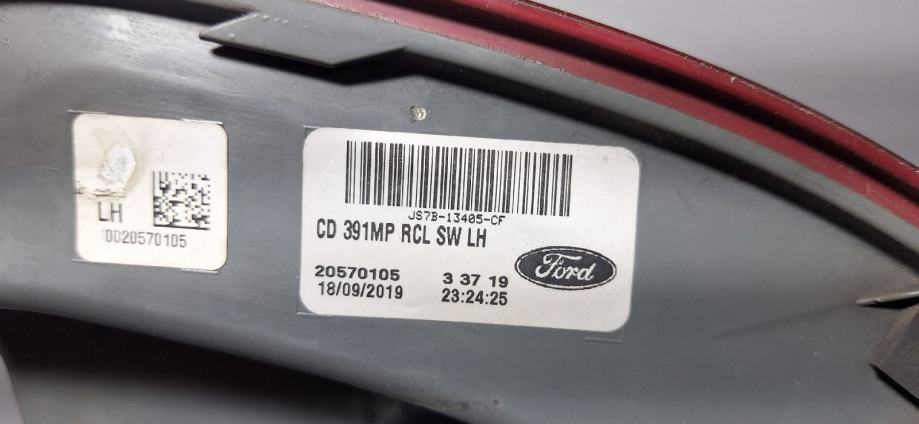 LH
0020570105
JS7B-13405-CF
CD 391MP RCL SW LH
20570105 3 37 19
18/09/2019 23:24:25
Ford